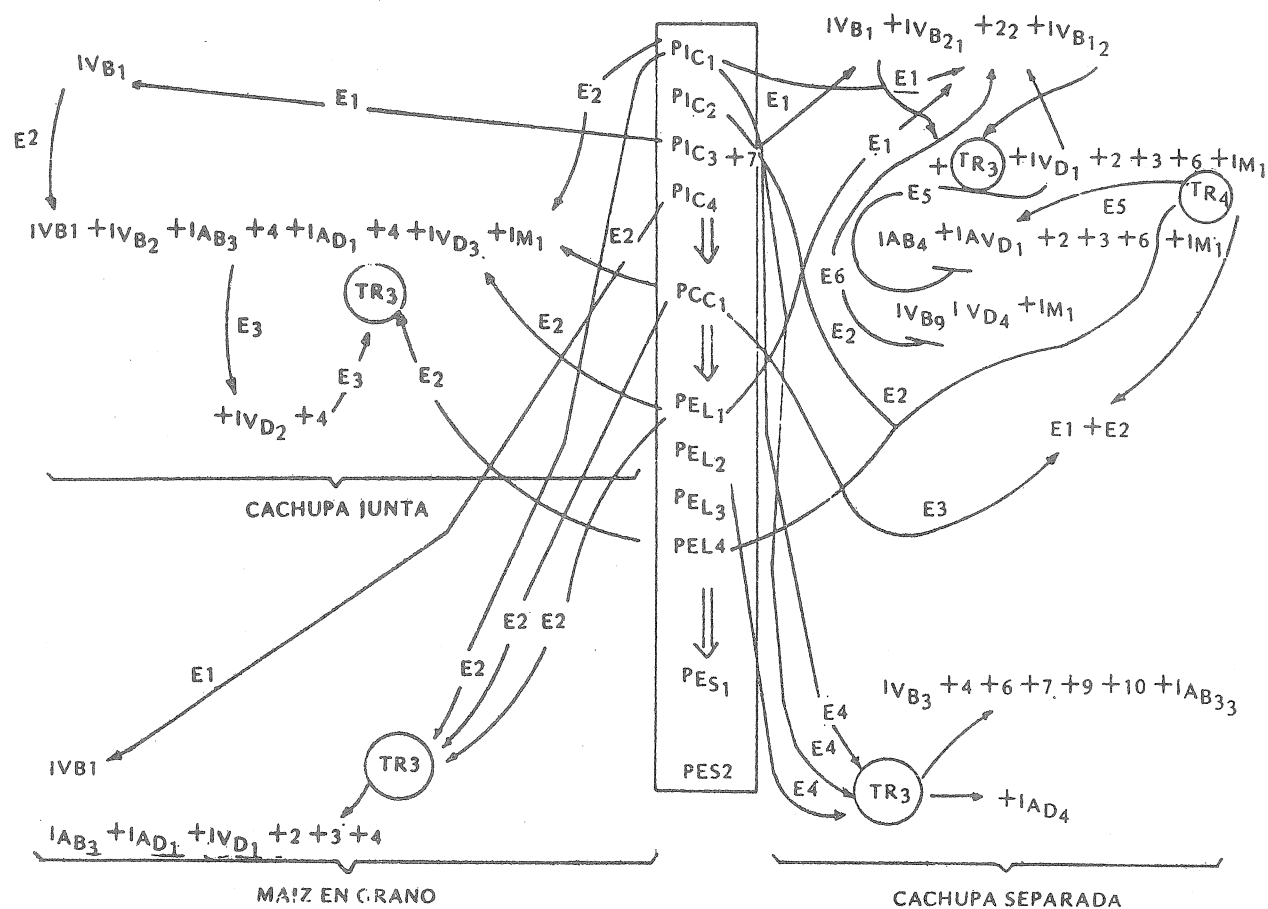 IVB1 +IVB21 +22 +IVB12
IVB1
E1
E2
E1
E1
E2
PIC1
PIC2
PIC3 +7
PIC4
PCC1
PEL1
PEL2
PEL3
PEL4
PES1
PES2
E1
+ TR3 +IVD1 +2 +3 +6 +IM1
TR4
E5
E5
IAB4 +IAVD1 +2 +3 +6 +IM1
E6
IVB9 IVD4 +IM1
E2
E2
E1 +E2
E3
IVB1 +IVB2 +IAB3 +4 +IAD1 +4 +IVD3 +IM1
E2
TR3
E3
E2
E3
E2
+IVD2 +4
CACHUPA JUNTA
E1
E2
E2
E2
TR3
IVB1
IAB3 +IAD1 +IVD1 +2 +3 +4
MAIZ EN GRANO
IVB3 +4 +6 +7 +9 +10 +IAB33
E4
E4
E4
TR3
+IAD4
CACHUPA SEPARADA